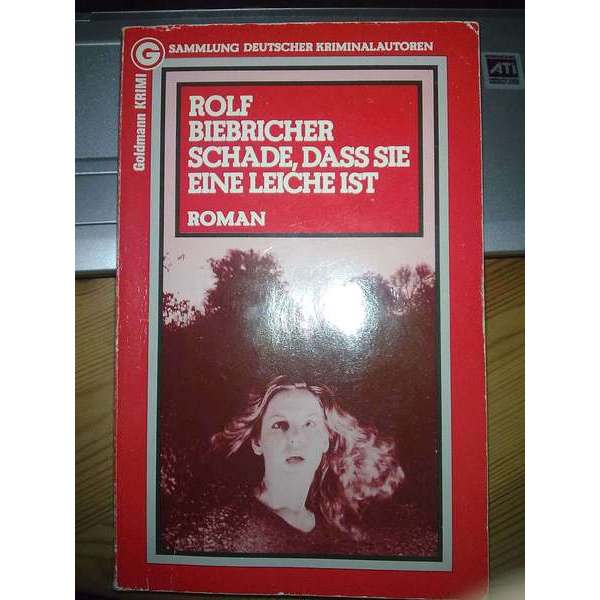 G SAMMLUNG DEUTSCHER KRIMINALAUTOREN
Goldmann KRIMI
ROLF
BIEBRICHER
SCHADE, DASS SIE
EINE LEICHE IST
ROMAN
ATI